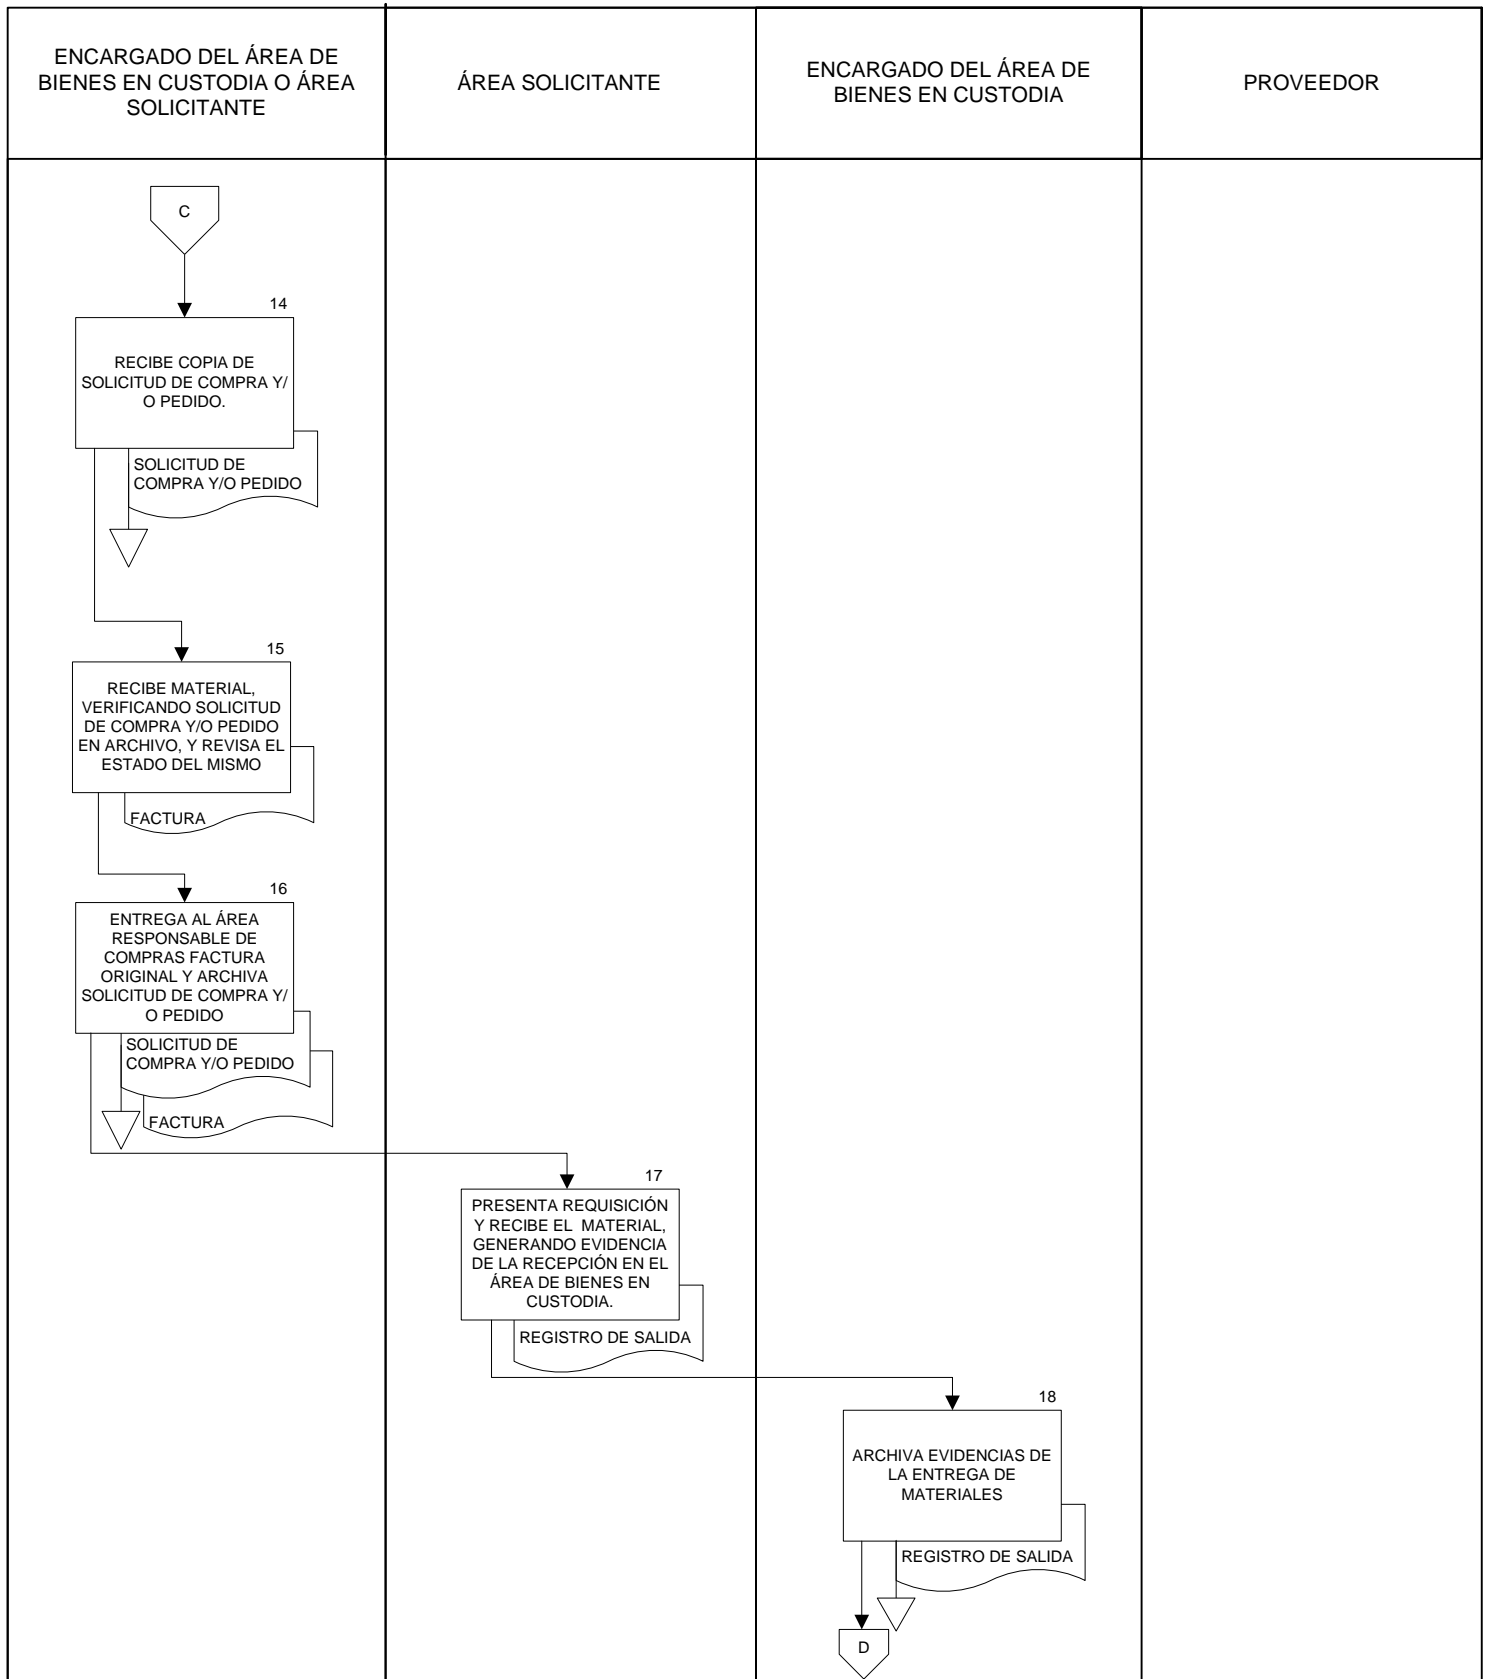 ENCARGADO DEL ÁREA DE
BIENES EN CUSTODIA O ÁREA
SOLICITANTE
ÁREA SOLICITANTE
ENCARGADO DEL ÁREA DE
BIENES EN CUSTODIA
PROVEEDOR
C
14
RECIBE COPIA DE
SOLICITUD DE COMPRA Y/
O PEDIDO.
SOLICITUD DE
COMPRA Y/O PEDIDO
15
RECIBE MATERIAL,
VERIFICANDO SOLICITUD
DE COMPRA Y/O PEDIDO
EN ARCHIVO, Y REVISA EL
ESTADO DEL MISMO
FACTURA
16
ENTREGA AL ÁREA
RESPONSABLE DE
COMPRAS FACTURA
ORIGINAL Y ARCHIVA
SOLICITUD DE COMPRA Y/
O PEDIDO
SOLICITUD DE
COMPRA Y/O PEDIDO
FACTURA
17
PRESENTA REQUISICIÓN
Y RECIBE EL MATERIAL,
GENERANDO EVIDENCIA
DE LA RECEPCIÓN EN EL
ÁREA DE BIENES EN
CUSTODIA.
REGISTRO DE SALIDA
18
ARCHIVA EVIDENCIAS DE
LA ENTREGA DE
MATERIALES
REGISTRO DE SALIDA
D